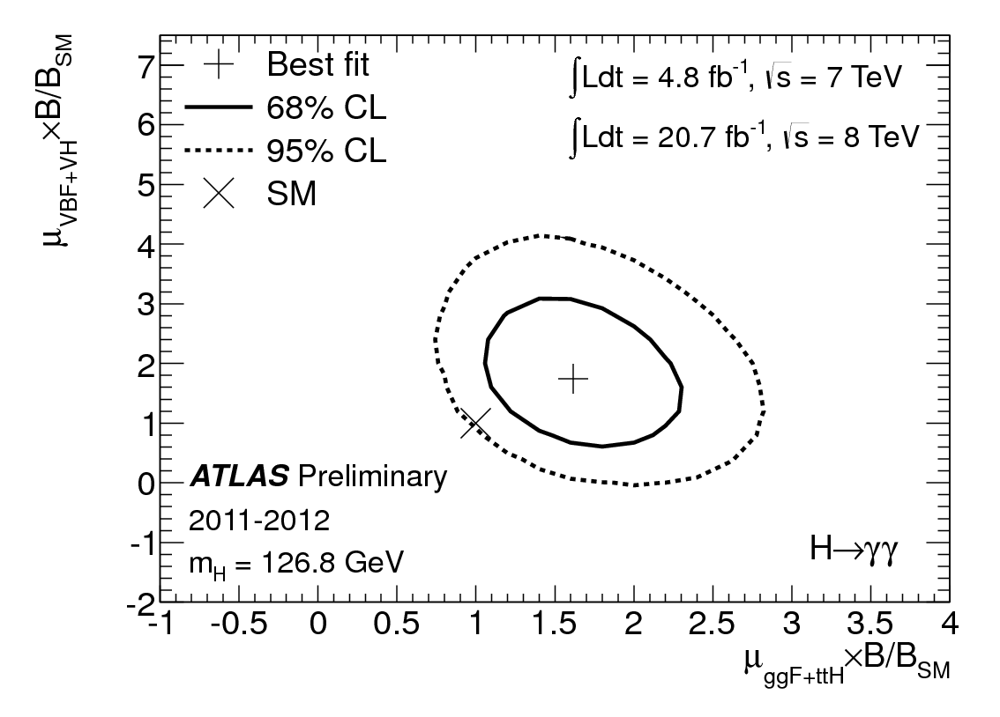 μVBF+VH×B/BSM
7
6
5
4
3
2
1
0
-1
-2
Best fit
68% CL
95% CL
SM
∫Ldt = 4.8 fb-1, √s = 7 TeV
∫Ldt = 20.7 fb-1, √s = 8 TeV
ATLAS Preliminary
2011-2012
mH = 126.8 GeV
H→γγ
-1 -0.5 0 0.5 1 1.5 2 2.5 3 3.5 4
μggF+ttH×B/BSM